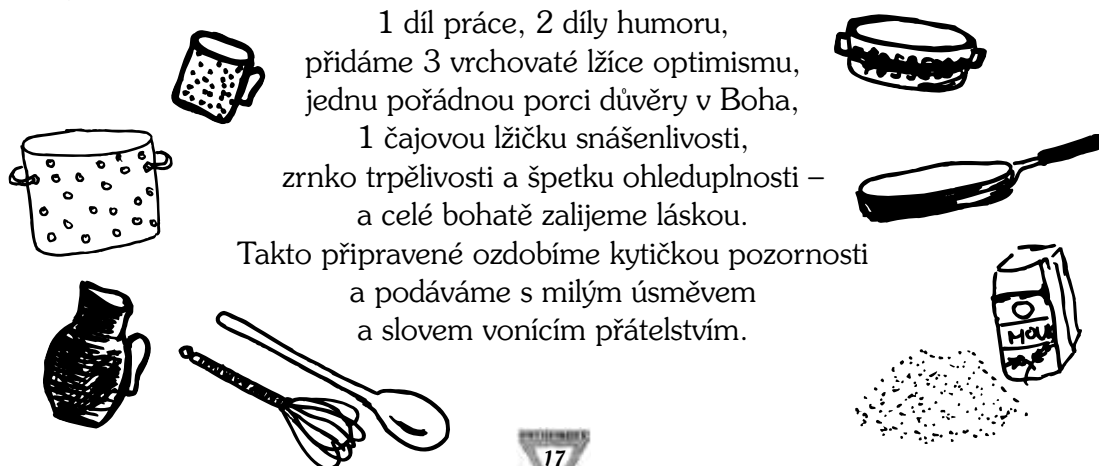 1 díl práce, 2 díly humoru,
přidáme 3 vrchovaté lžíce optimismu,
jednu pořádnou porci důvěry v Boha,
1 čajovou lžičku snášenlivosti,
zrnko trpělivosti a špetku ohleduplnosti –
a celé bohatě zalijeme láskou.
Takto připravené ozdobíme kytičkou pozornosti
a podáváme s milým úsměvem
a slovem vonícím přátelstvím.
MOU
17